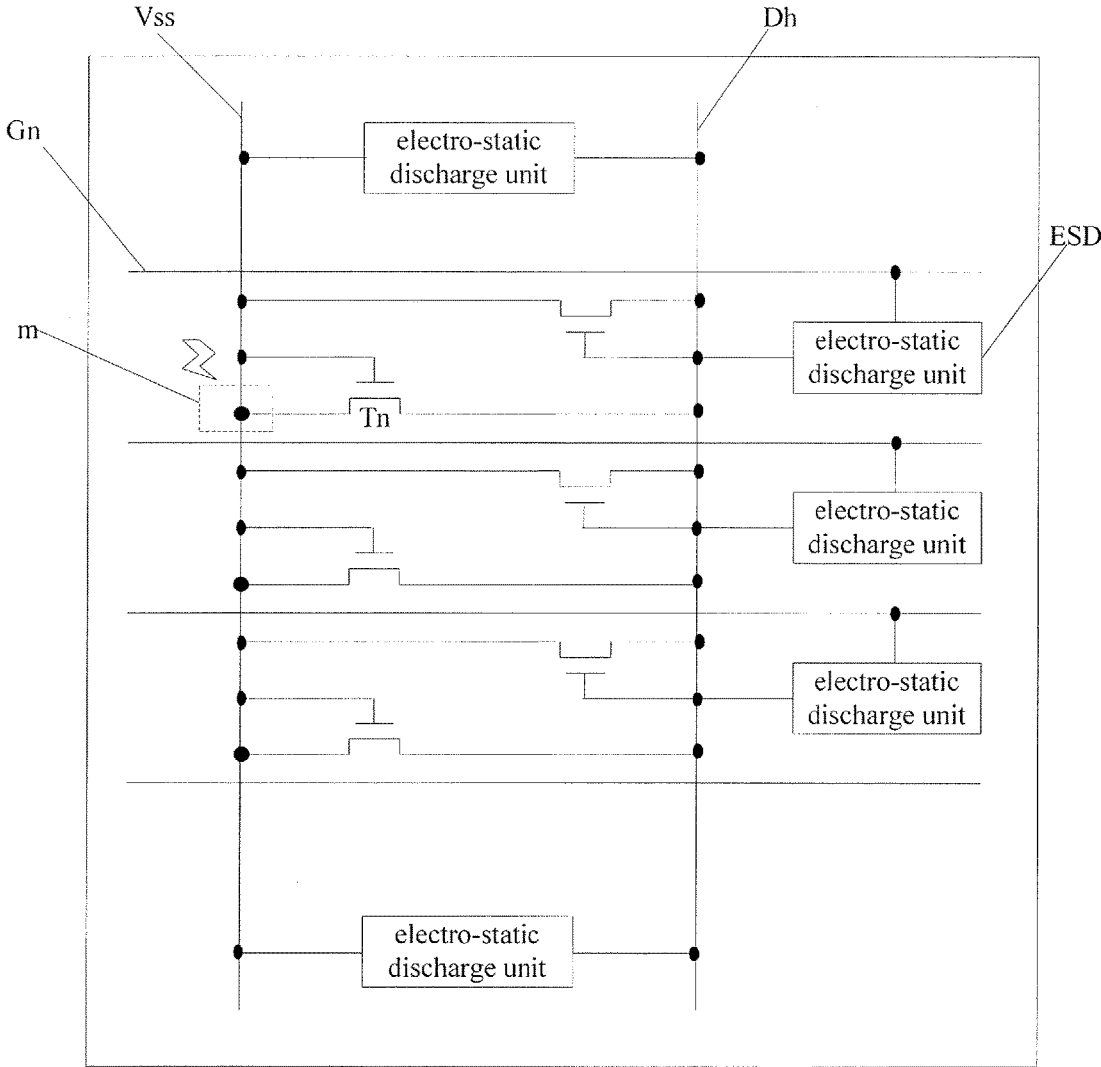 Vss
Dh
Gn
electro-static
discharge unit
ESD
m
electro-static
discharge unit
Tn
electro-static
discharge unit
electro-static
discharge unit
electro-static
discharge unit